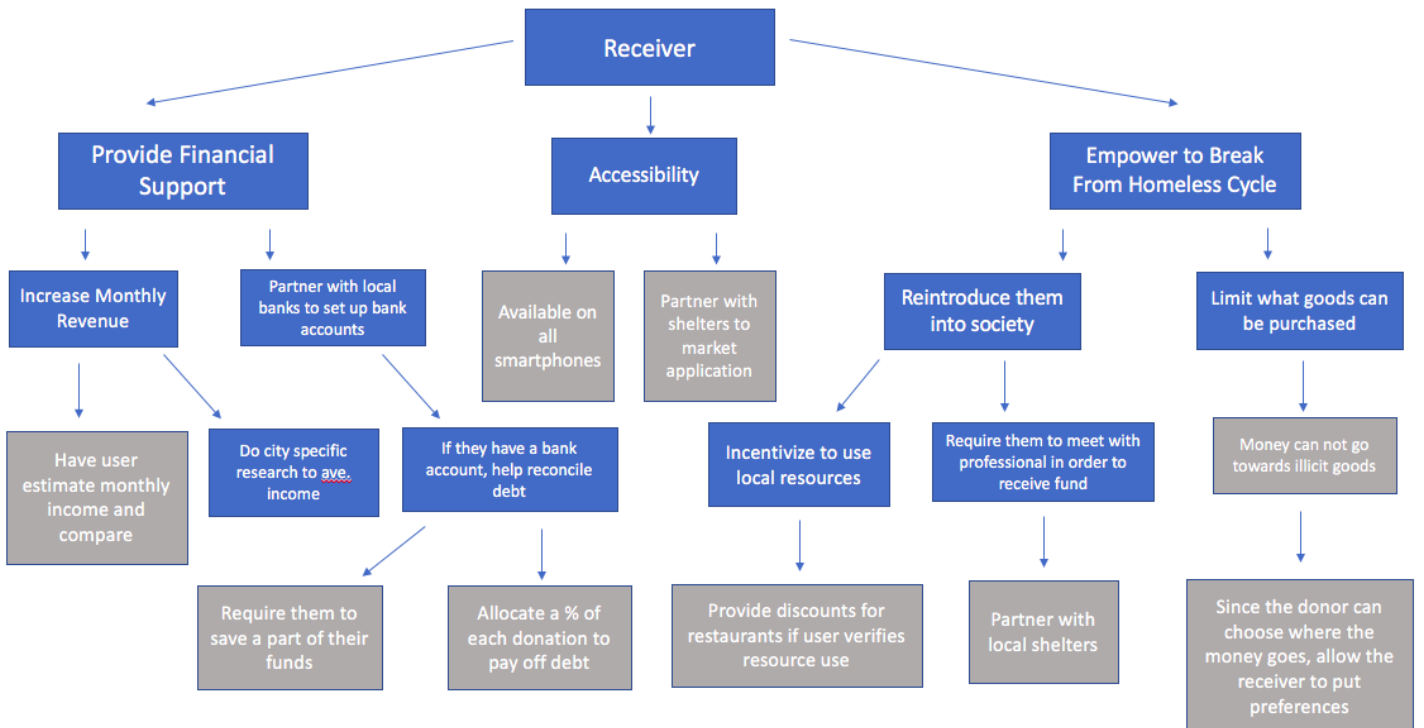 Receiver
Provide Financial
Support
Accessibility
Empower to Break
From Homeless Cycle
Increase Monthly
Revenue
Partner with local
banks to set up bank
accounts
Available on
all
smartphones
Partner with
shelters to
market
application
Reintroduce them
into society
Limit what goods can
be purchased
Have user
estimate monthly
income and
compare
Do city specific
research to ave.
income
If they have a bank
account, help reconcile
debt
Incentivize to use
local resources
Require them to meet with
professional in order to
receive fund
Money can not go
towards illicit goods
Require them to
save a part of their
funds
Allocate a % of
each donation to
pay off debt
Provide discounts for
restaurants if user verifies
resource use
Partner with
local shelters
Since the donor can
choose where the
money goes, allow the
receiver to put
preferences